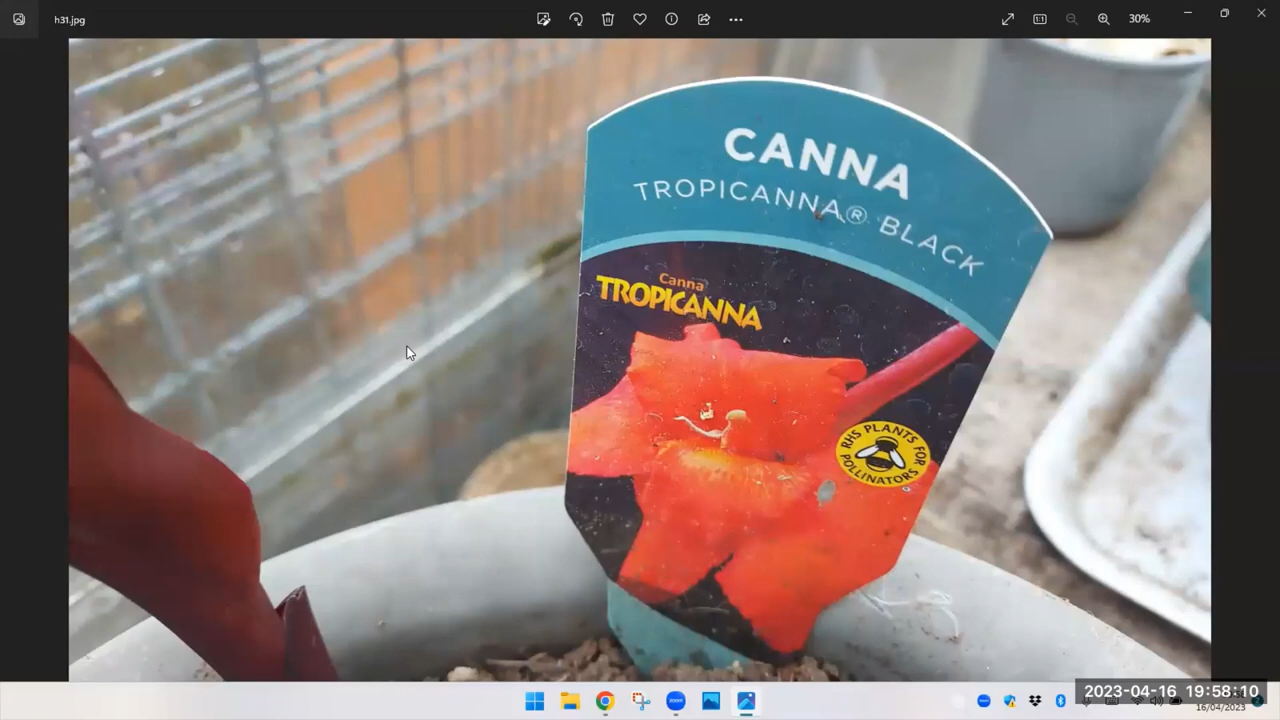 h31.jpg
30%
CANNA
TROPICANNA® BLACK
Canna
TROPICANNA
RHS PLANTS FOR
POLLINATORS
2023-04-16 19:58:10
16/04/2023